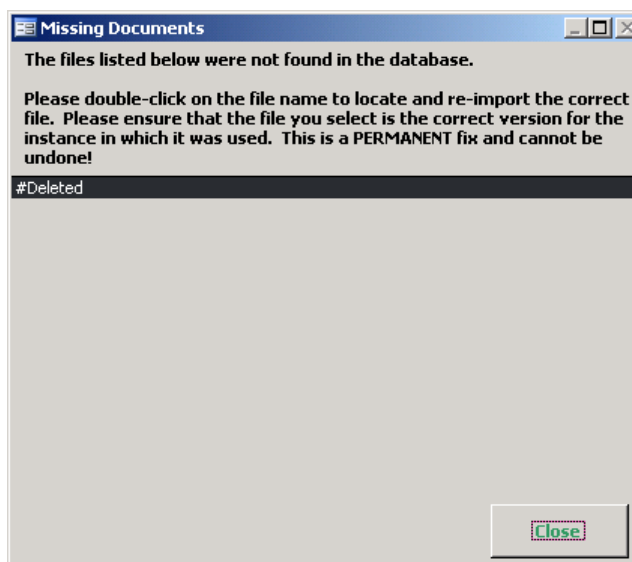 Missing Documents
The files listed below were not found in the database.
Please double-click on the file name to locate and re-import the correct
file. Please ensure that the file you select is the correct version for the
instance in which it was used. This is a PERMANENT fix and cannot be
undone!
#Deleted
Close